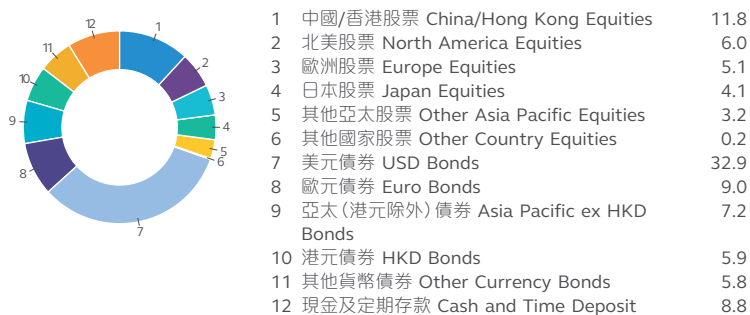 1 中國/香港股票 China/Hong Kong Equities 11.8
2 北美股票 North America Equities 6.0
3 歐洲股票 Europe Equities 5.1
4 日本股票 Japan Equities 4.1
5 其他亞太股票 Other Asia Pacific Equities 3.2
6 其他國家股票 Other Country Equities 0.2
7 美元債券 USD Bonds 32.9
8 歐元債券 Euro Bonds 9.0
9 亞太(港元除外)債券 Asia Pacific ex HKD 7.2
Bonds
10 港元債券 HKD Bonds 5.9
11 其他貨幣債券 Other Currency Bonds 5.8
12 現金及定期存款 Cash and Time Deposit 8.8
1
2
3
4
5
6
7
8
9
10
11
12